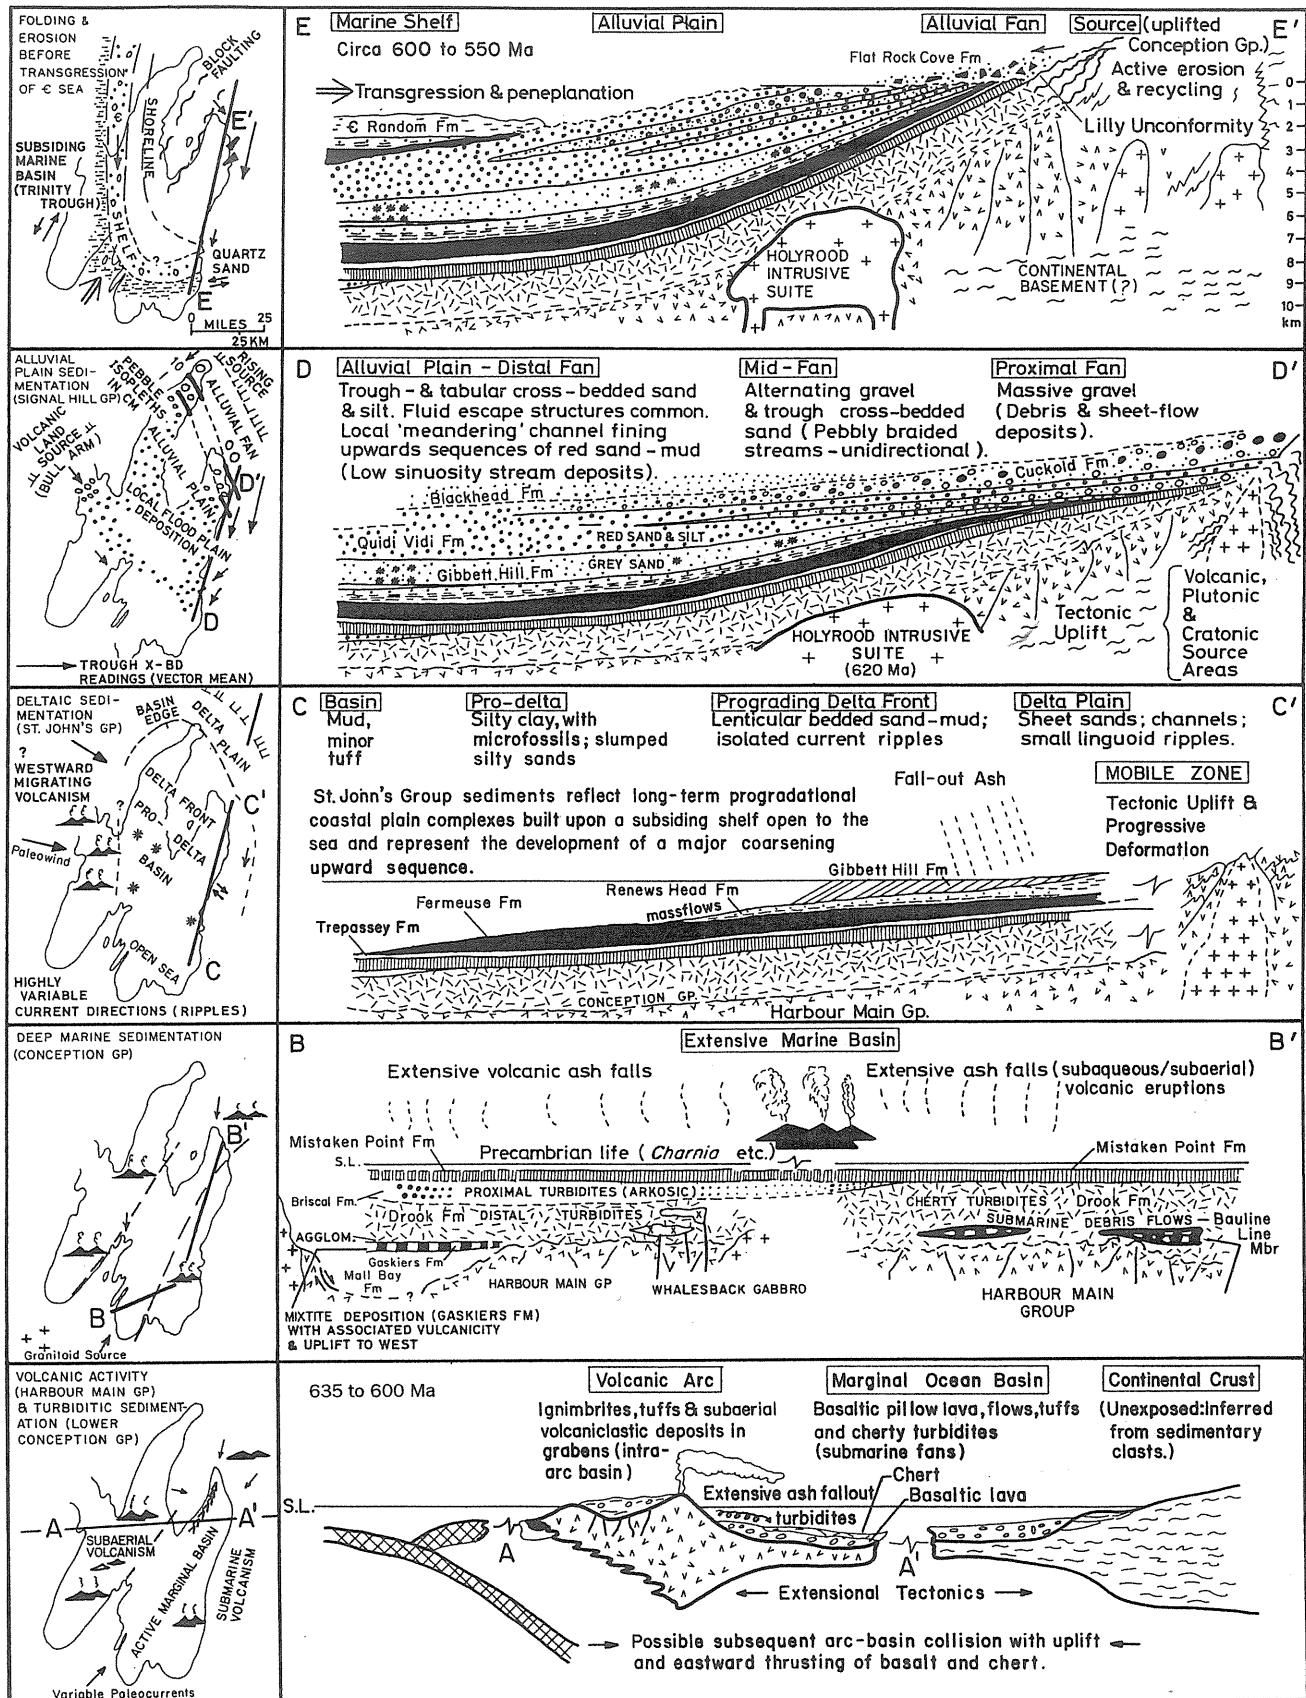 FOLDING &
EROSION
BEFORE
TRANSGRESSION
OF Є SEA
BLOCK
FAULTING
SHORELINE
Є
E'
SUBSIDING
MARINE
BASIN
(TRINITY
TROUGH)
SHELF
?
QUARTZ
SAND
E
0 MILES 25
25 KM
E
Marine Shelf
Alluvial Plain
Alluvial Fan
Source (uplifted
Conception Gp.)
E'
Circa 600 to 550 Ma
Flat Rock Cove Fm
Active erosion
& recycling
Transgression & peneplanation
Є Random Fm
Lilly Unconformity
HOLYROOD
INTRUSIVE
SUITE
CONTINENTAL
BASEMENT (?)
0
1
2
3
4
5
6
7
8
9
10
km
ALLUVIAL
PLAIN SEDI-
MENTATION
(SIGNAL HILL GP)
PEBBLE
ISOPLETHS
IN CM
10
RISING
SOURCE
VOLCANIC
LAND
SOURCE
(BULL ARM)
ALLUVIAL FAN
ALLUVIAL PLAIN
LOCAL FLOOD PLAIN
DEPOSITION
D'
D
TROUGH X-BD
READINGS (VECTOR MEAN)
D
Alluvial Plain - Distal Fan
Trough- & tabular cross-bedded sand
& silt. Fluid escape structures common.
Local 'meandering' channel fining
upwards sequences of red sand-mud
(Low sinuosity stream deposits).
Mid-Fan
Alternating gravel
& trough cross-bedded
sand (Pebbly braided
streams-unidirectional).
Proximal Fan
Massive gravel
(Debris & sheet-flow
deposits).
D'
Cuckold Fm
Blackhead Fm
Quidi Vidi Fm
RED SAND & SILT
Gibbett Hill Fm
GREY SAND
HOLYROOD INTRUSIVE
SUITE
(620 Ma)
Tectonic
Uplift
Volcanic,
Plutonic
&
Cratonic
Source
Areas
DELTAIC SEDI-
MENTATION
(ST. JOHN'S GP)
BASIN
EDGE
DELTA
PLAIN
?
WESTWARD
MIGRATING
VOLCANISM
?
DELTA FRONT
PRO-DELTA
BASIN
C'
Paleowind
OPEN SEA
C
HIGHLY
VARIABLE
CURRENT DIRECTIONS (RIPPLES)
C
Basin
Mud,
minor
tuff
Pro-delta
Silty clay, with
microfossils; slumped
silty sands
Prograding Delta Front
Lenticular bedded sand-mud;
isolated current ripples
Delta Plain
Sheet sands; channels;
small linguoid ripples.
C'
Fall-out Ash
MOBILE ZONE
Tectonic Uplift &
Progressive
Deformation
St. John's Group sediments reflect long-term progradational
coastal plain complexes built upon a subsiding shelf open to the
sea and represent the development of a major coarsening
upward sequence.
Gibbett Hill Fm
Renews Head Fm
massflows
Fermeuse Fm
Trepassey Fm
CONCEPTION GP.
Harbour Main Gp.
DEEP MARINE SEDIMENTATION
(CONCEPTION GP)
B'
B
Granitoid Source
B
Extensive Marine Basin
B'
Extensive volcanic ash falls
Extensive ash falls (subaqueous/subaerial)
volcanic eruptions
Mistaken Point Fm
Precambrian life (Charnia etc.)
Mistaken Point Fm
S.L.
Briscal Fm.
PROXIMAL TURBIDITES (ARKOSIC)
Drook Fm DISTAL TURBIDITES
CHERTY TURBIDITES Drook Fm
SUBMARINE DEBRIS FLOWS
Bauline
Line
Mbr
AGGLOM.
Gaskiers Fm
Mall Bay
Fm
?
HARBOUR MAIN GP
WHALESBACK GABBRO
HARBOUR MAIN
GROUP
MIXTITE DEPOSITION (GASKIERS FM)
WITH ASSOCIATED VULCANICITY
& UPLIFT TO WEST
VOLCANIC ACTIVITY
(HARBOUR MAIN GP)
& TURBIDITIC SEDIMENT-
ATION (LOWER
CONCEPTION GP)
A
A'
SUBAERIAL
VOLCANISM
ACTIVE MARGINAL BASIN
SUBMARINE
VOLCANISM
Variable Paleocurrents
635 to 600 Ma
Volcanic Arc
Ignimbrites, tuffs & subaerial
volcaniclastic deposits in
grabens (intra-
arc basin)
Marginal Ocean Basin
Basaltic pillow lava, flows, tuffs
and cherty turbidites
(submarine fans)
Continental Crust
(Unexposed: Inferred
from sedimentary
clasts.)
S.L.
Extensive ash fallout
Chert
Basaltic lava
turbidites
A
A'
Extensional Tectonics
Possible subsequent arc-basin collision with uplift
and eastward thrusting of basalt and chert.